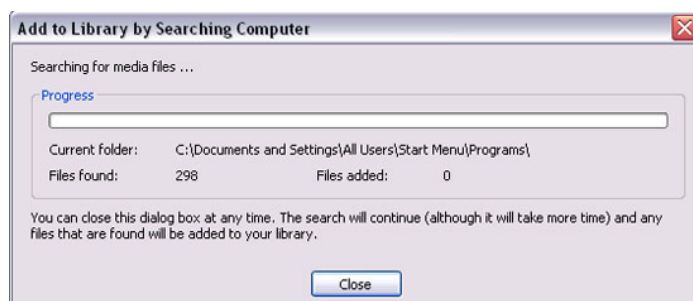 Add to Library by Searching Computer
Searching for media files ...
Progress
Current folder: C:\Documents and Settings\All Users\Start Menu\Programs\
Files found: 298 Files added: 0
You can close this dialog box at any time. The search will continue (although it will take more time) and any
files that are found will be added to your library.
Close